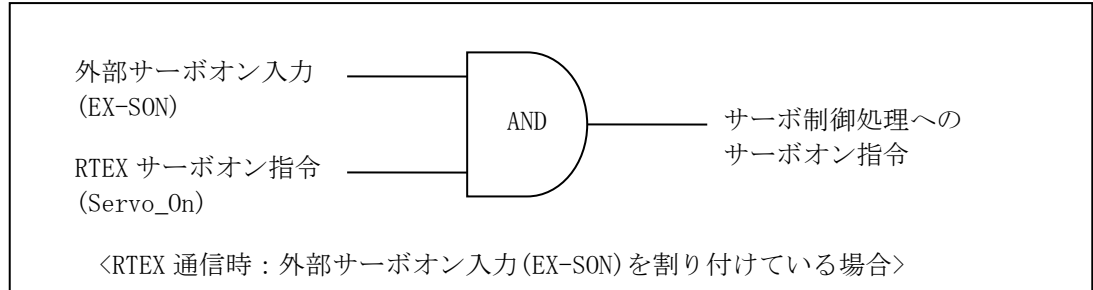 外部サーボオン入力
(EX-SON)
AND
サーボ制御処理への
サーボオン指令
RTEX サーボオン指令
(Servo_On)
<RTEX 通信時：外部サーボオン入力(EX-SON)を割り付けている場合>